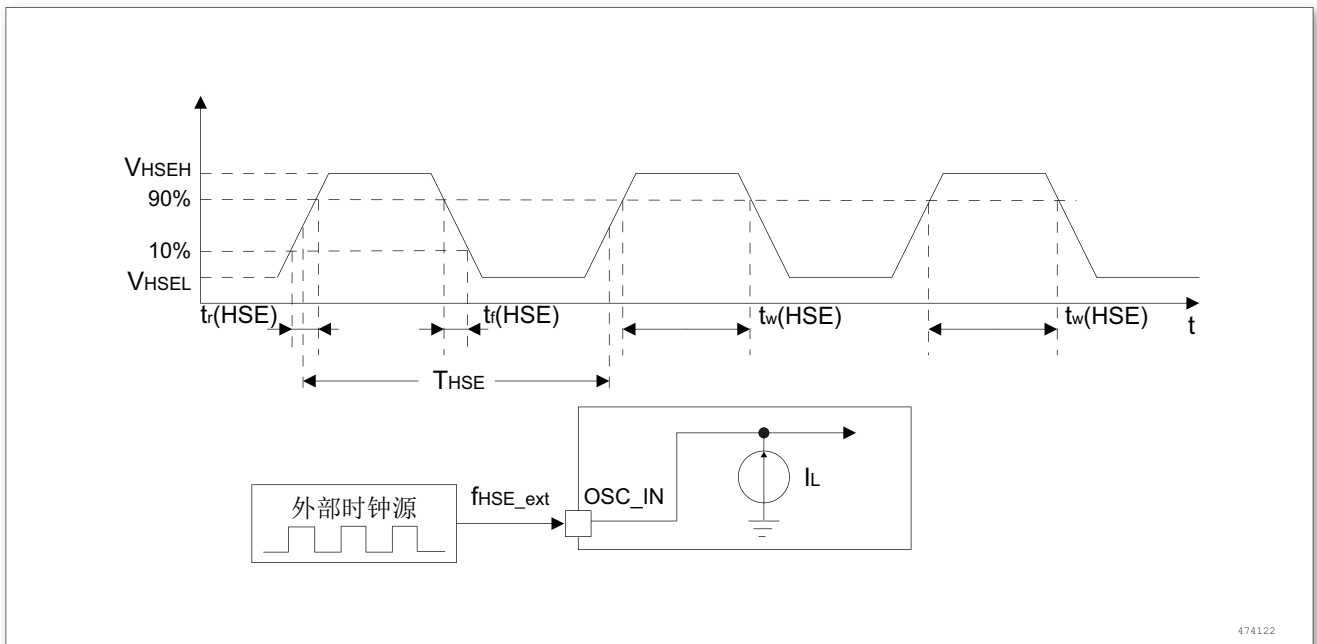 VHSEH
90%
10%
VHSEL
tr(HSE)
tf(HSE)
tw(HSE)
tw(HSE)
t
THSE
外部时钟源
fHSE_ext
OSC_IN
IL
474122